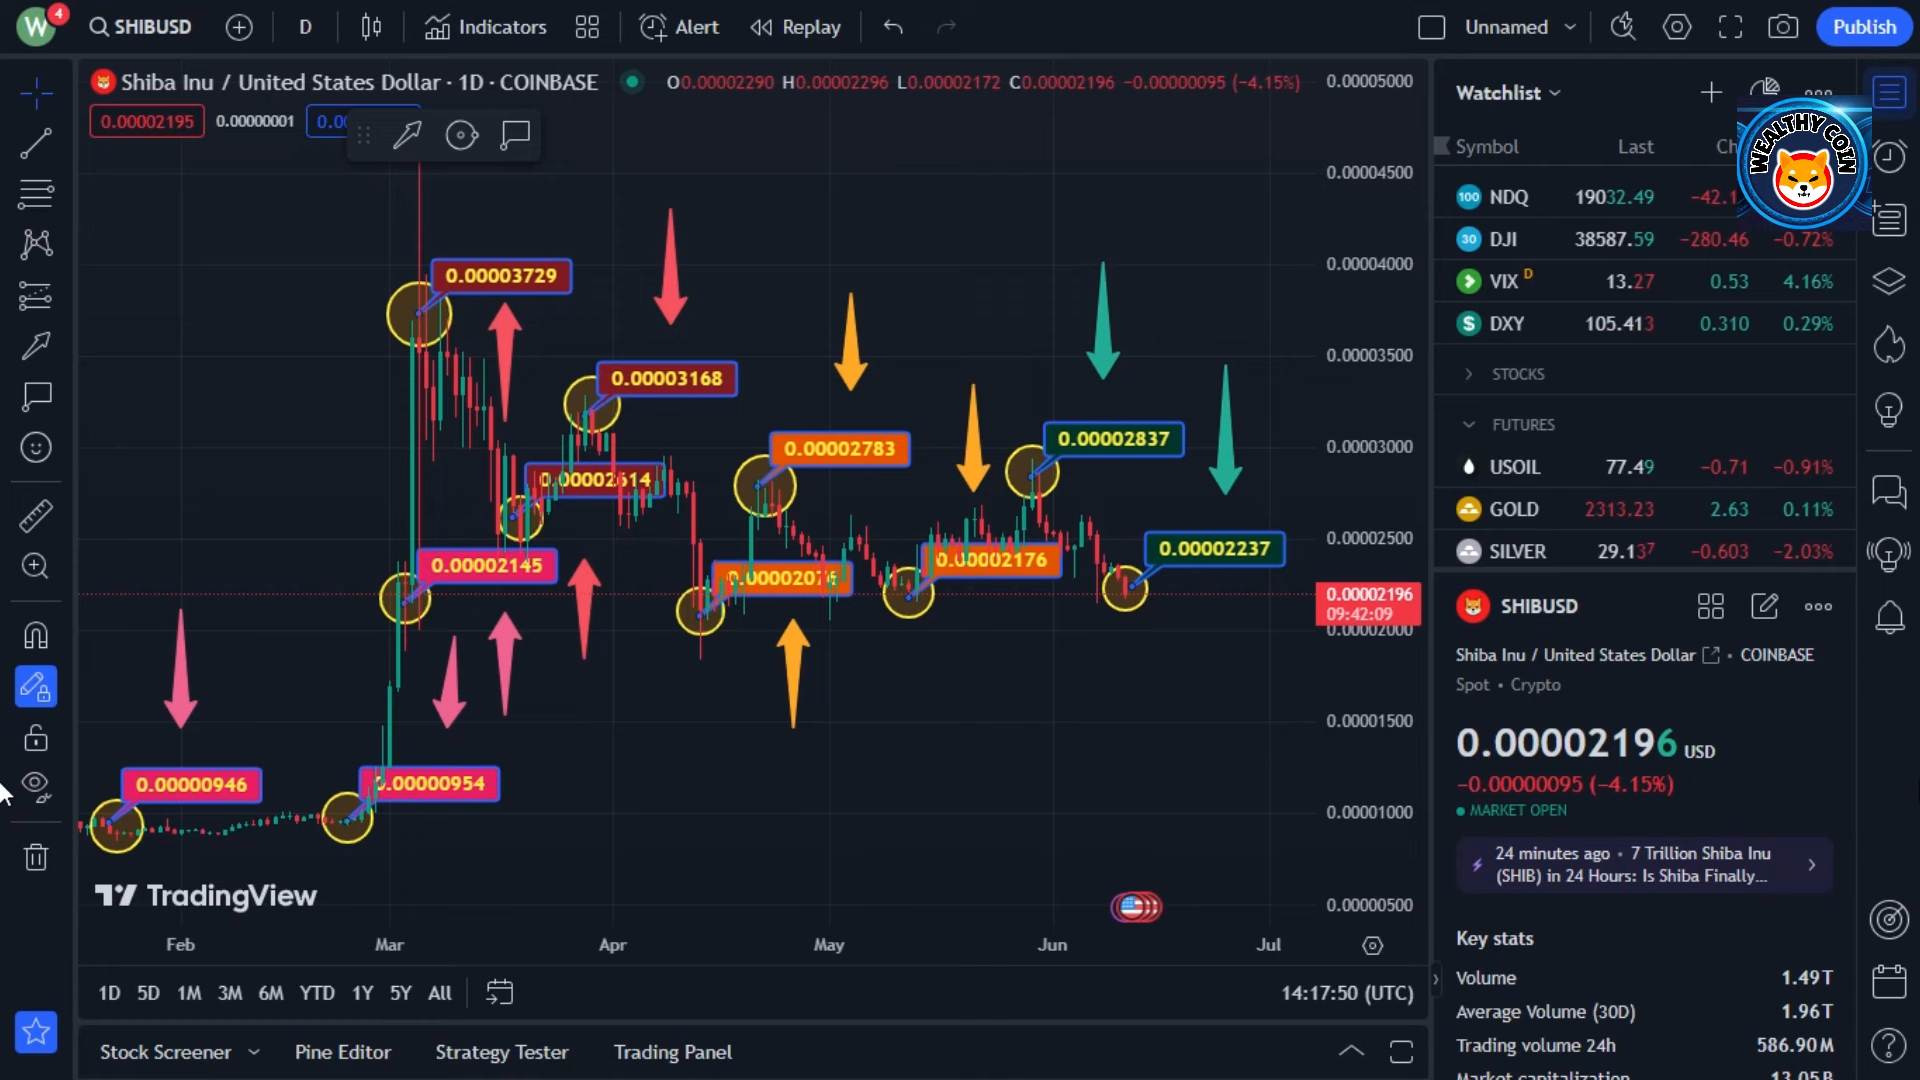 W
4
SHIBUSD
D
Indicators
Alert
Replay
Unnamed
Publish
Shiba Inu / United States Dollar · 1D · COINBASE
O0.00002290 H0.00002296 L0.00002172 C0.00002196 −0.00000095 (−4.15%)
0.00002195
0.00000001
0.00005000
0.00004500
0.00004000
0.00003500
0.00003000
0.00002500
0.00002196
09:42:09
0.00002000
0.00001500
0.00001000
0.00000500
0.00003729
0.00003168
0.00002614
0.00002783
0.00002837
0.00002237
0.00002145
0.00002176
0.00000946
0.00000954
TradingView
Feb
Mar
Apr
May
Jun
Jul
1D 5D 1M 3M 6M YTD 1Y 5Y All
14:17:50 (UTC)
Stock Screener
Pine Editor
Strategy Tester
Trading Panel
Watchlist
WEALTHY COIN
Symbol Last
100 NDQ 19032.49
30 DJI 38587.59 −280.46 −0.72%
VIX D 13.27 0.53 4.16%
$ DXY 105.413 0.310 0.29%
STOCKS
FUTURES
USOIL 77.49 −0.71 −0.91%
GOLD 2313.23 2.63 0.11%
SILVER 29.137 −0.603 −2.03%
SHIBUSD
Shiba Inu / United States Dollar • COINBASE
Spot • Crypto
0.00002196 USD
−0.00000095 (−4.15%)
MARKET OPEN
24 minutes ago • 7 Trillion Shiba Inu
(SHIB) in 24 Hours: Is Shiba Finally...
Key stats
Volume 1.49T
Average Volume (30D) 1.96T
Trading volume 24h 586.90M
Market capitalization 13.05B